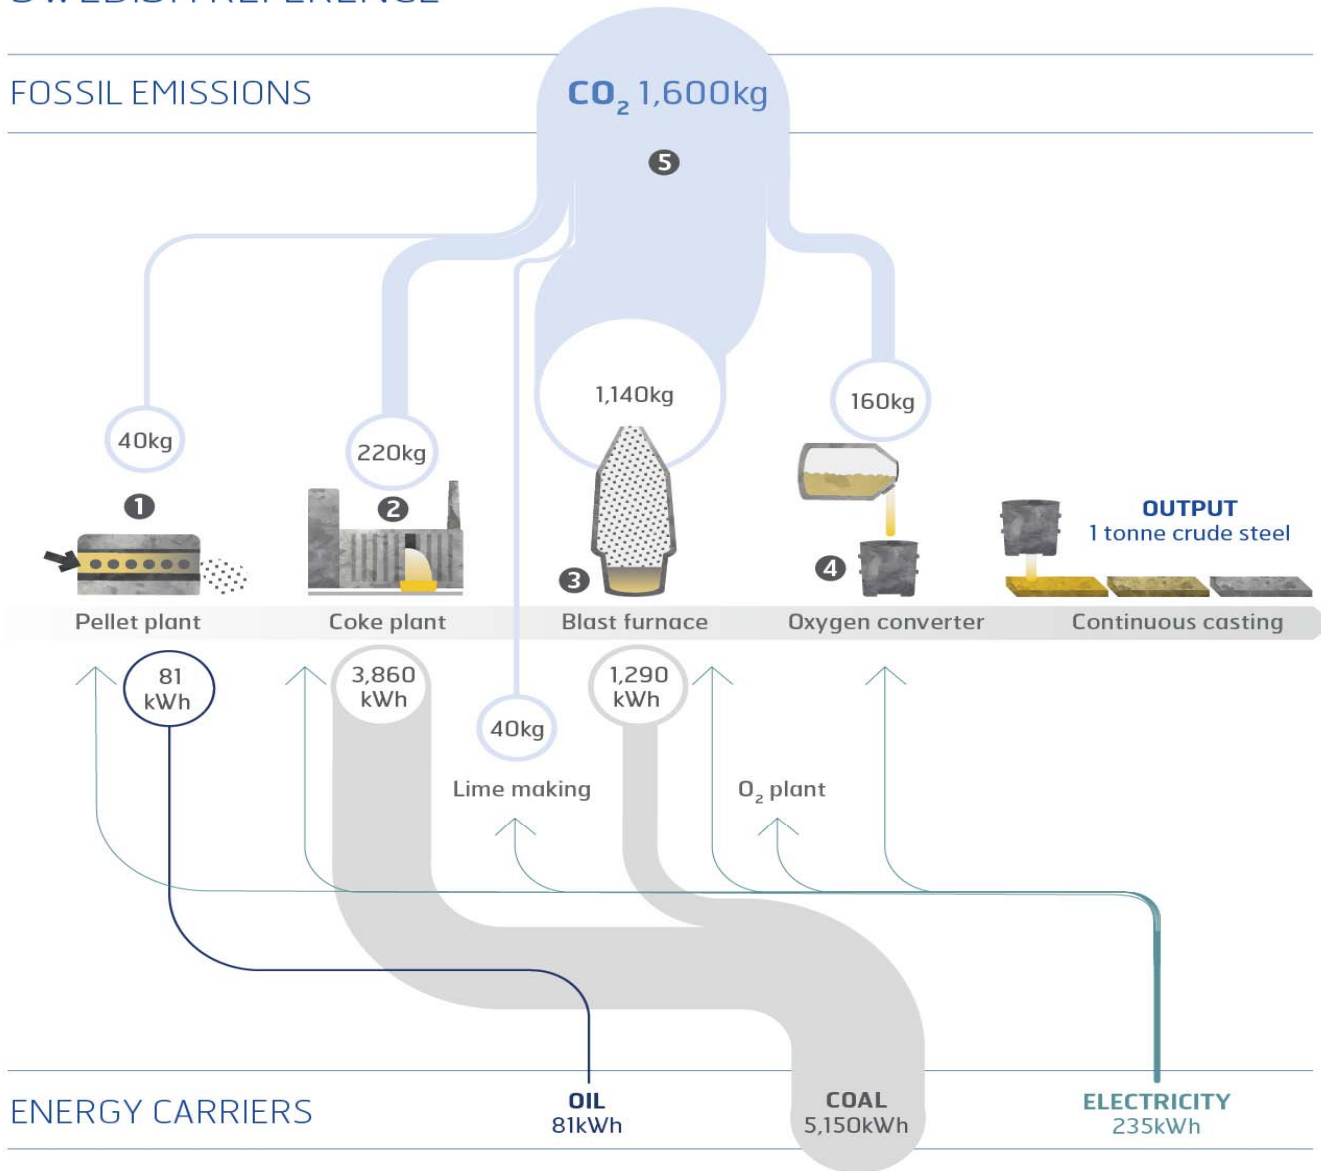 SWEDISH REFERENCE
FOSSIL EMISSIONS
CO₂ 1,600kg
5
40kg
220kg
1,140kg
160kg
1
2
3
4
OUTPUT
1 tonne crude steel
Pellet plant
Coke plant
Blast furnace
Oxygen converter
Continuous casting
81
kWh
3,860
kWh
40kg
1,290
kWh
Lime making
O₂ plant
ENERGY CARRIERS
OIL
81kWh
COAL
5,150kWh
ELECTRICITY
235kWh